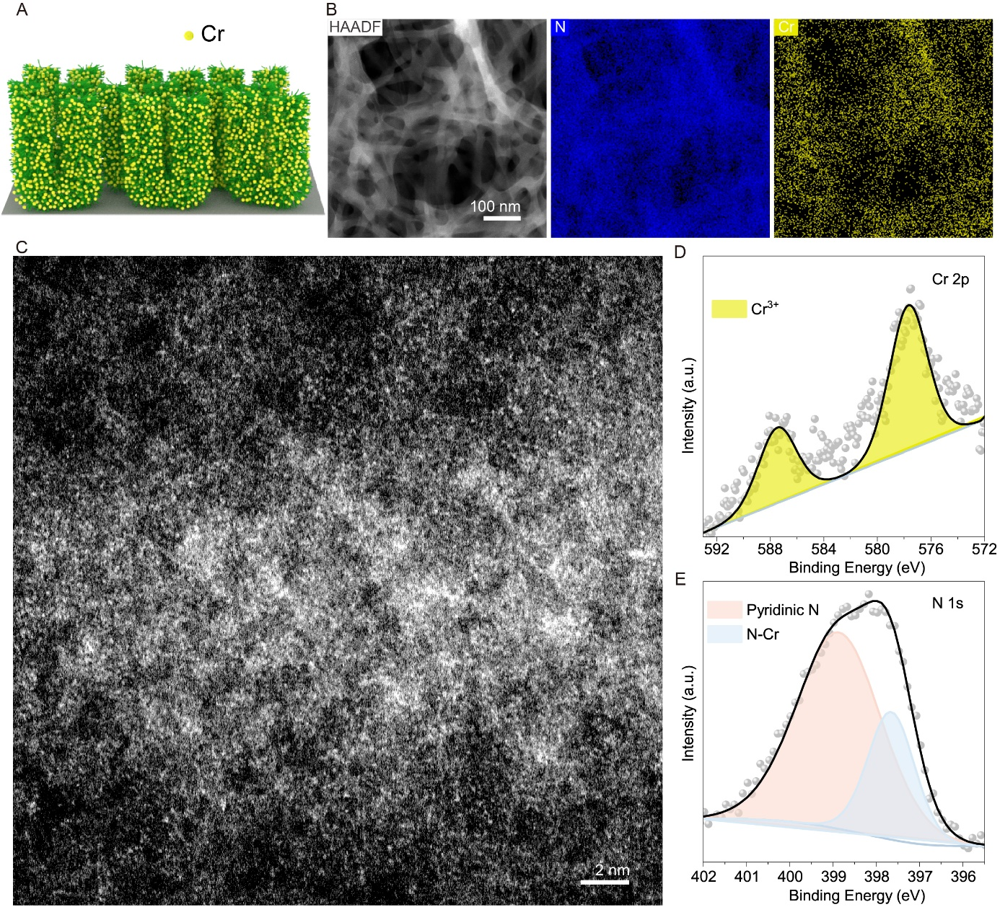 A
Cr
B
HAADF
100 nm
N
Cr
C
2 nm
D
Cr 2p
Cr³⁺
Intensity (a.u.)
592 588 584 580 576 572
Binding Energy (eV)
E
N 1s
Pyridinic N
N-Cr
Intensity (a.u.)
402 401 400 399 398 397 396
Binding Energy (eV)